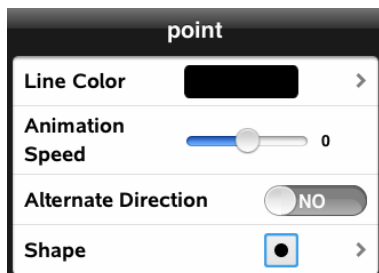 point
Line Color
Animation
Speed
0
Alternate Direction
NO
Shape